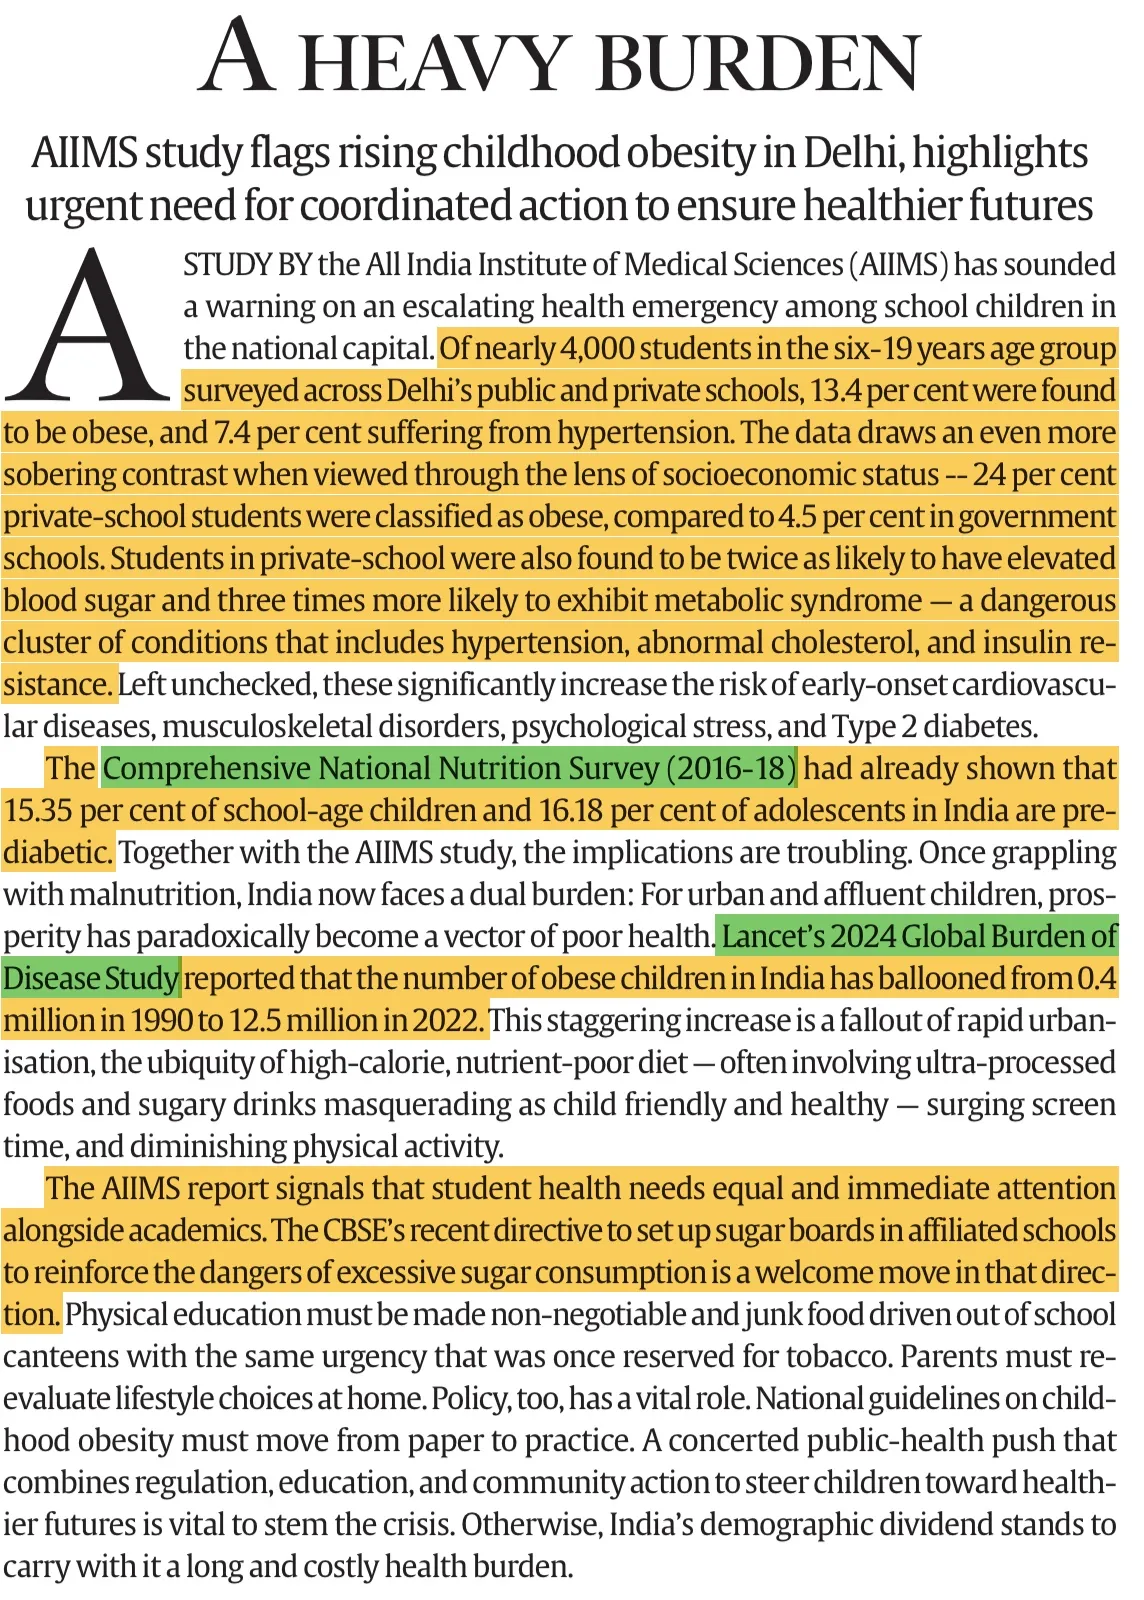 A HEAVY BURDEN
AIIMS study flags rising childhood obesity in Delhi, highlights
urgent need for coordinated action to ensure healthier futures
A STUDY BY the All India Institute of Medical Sciences (AIIMS) has sounded
a warning on an escalating health emergency among school children in
the national capital. Of nearly 4,000 students in the six-19 years age group
surveyed across Delhi's public and private schools, 13.4 per cent were found
to be obese, and 7.4 per cent suffering from hypertension. The data draws an even more
sobering contrast when viewed through the lens of socioeconomic status -- 24 per cent
private-school students were classified as obese, compared to 4.5 per cent in government
schools. Students in private-school were also found to be twice as likely to have elevated
blood sugar and three times more likely to exhibit metabolic syndrome — a dangerous
cluster of conditions that includes hypertension, abnormal cholesterol, and insulin re-
sistance. Left unchecked, these significantly increase the risk of early-onset cardiovascu-
lar diseases, musculoskeletal disorders, psychological stress, and Type 2 diabetes.
The Comprehensive National Nutrition Survey (2016-18) had already shown that
15.35 per cent of school-age children and 16.18 per cent of adolescents in India are pre-
diabetic. Together with the AIIMS study, the implications are troubling. Once grappling
with malnutrition, India now faces a dual burden: For urban and affluent children, pros-
perity has paradoxically become a vector of poor health. Lancet's 2024 Global Burden of
Disease Study reported that the number of obese children in India has ballooned from 0.4
million in 1990 to 12.5 million in 2022. This staggering increase is a fallout of rapid urban-
isation, the ubiquity of high-calorie, nutrient-poor diet — often involving ultra-processed
foods and sugary drinks masquerading as child friendly and healthy — surging screen
time, and diminishing physical activity.
The AIIMS report signals that student health needs equal and immediate attention
alongside academics. The CBSE's recent directive to set up sugar boards in affiliated schools
to reinforce the dangers of excessive sugar consumption is a welcome move in that direc-
tion. Physical education must be made non-negotiable and junk food driven out of school
canteens with the same urgency that was once reserved for tobacco. Parents must re-
evaluate lifestyle choices at home. Policy, too, has a vital role. National guidelines on child-
hood obesity must move from paper to practice. A concerted public-health push that
combines regulation, education, and community action to steer children toward health-
ier futures is vital to stem the crisis. Otherwise, India's demographic dividend stands to
carry with it a long and costly health burden.